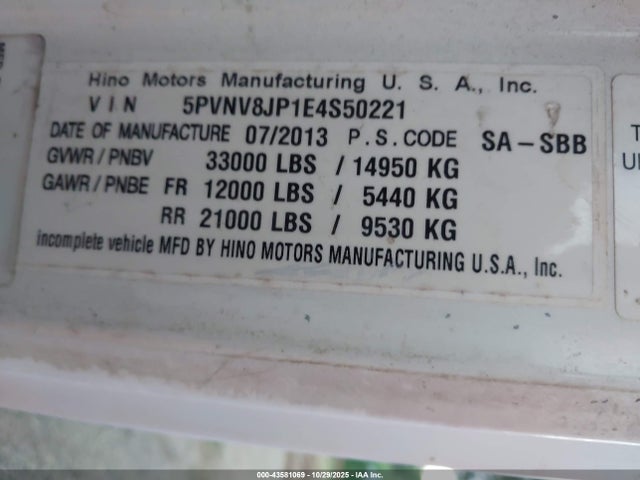 Hino Motors Manufacturing U. S. A., Inc.
VIN 5PVNV8JP1E4S50221
DATE OF MANUFACTURE 07/2013 P.S.CODE SA-SBB
GVWR/PNBV 33000 LBS / 14950 KG
GAWR/PNBE FR 12000 LBS / 5440 KG
RR 21000 LBS / 9530 KG
incomplete vehicle MFD BY HINO MOTORS MANUFACTURING U.S.A., Inc.
000-43581069 | 10/29/2025 | IAA Inc.